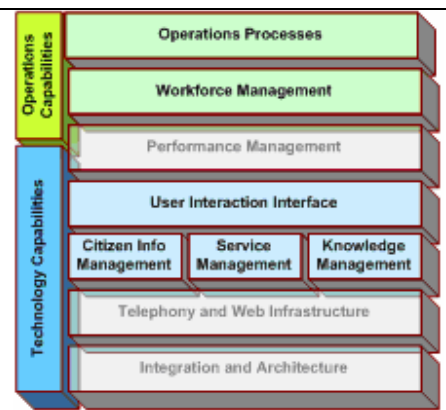 Operations
Capabilities
Operations Processes
Workforce Management
Performance Management
Technology Capabilities
User Interaction Interface
Citizen Info
Management
Service
Management
Knowledge
Management
Telephony and Web Infrastructure
Integration and Architecture